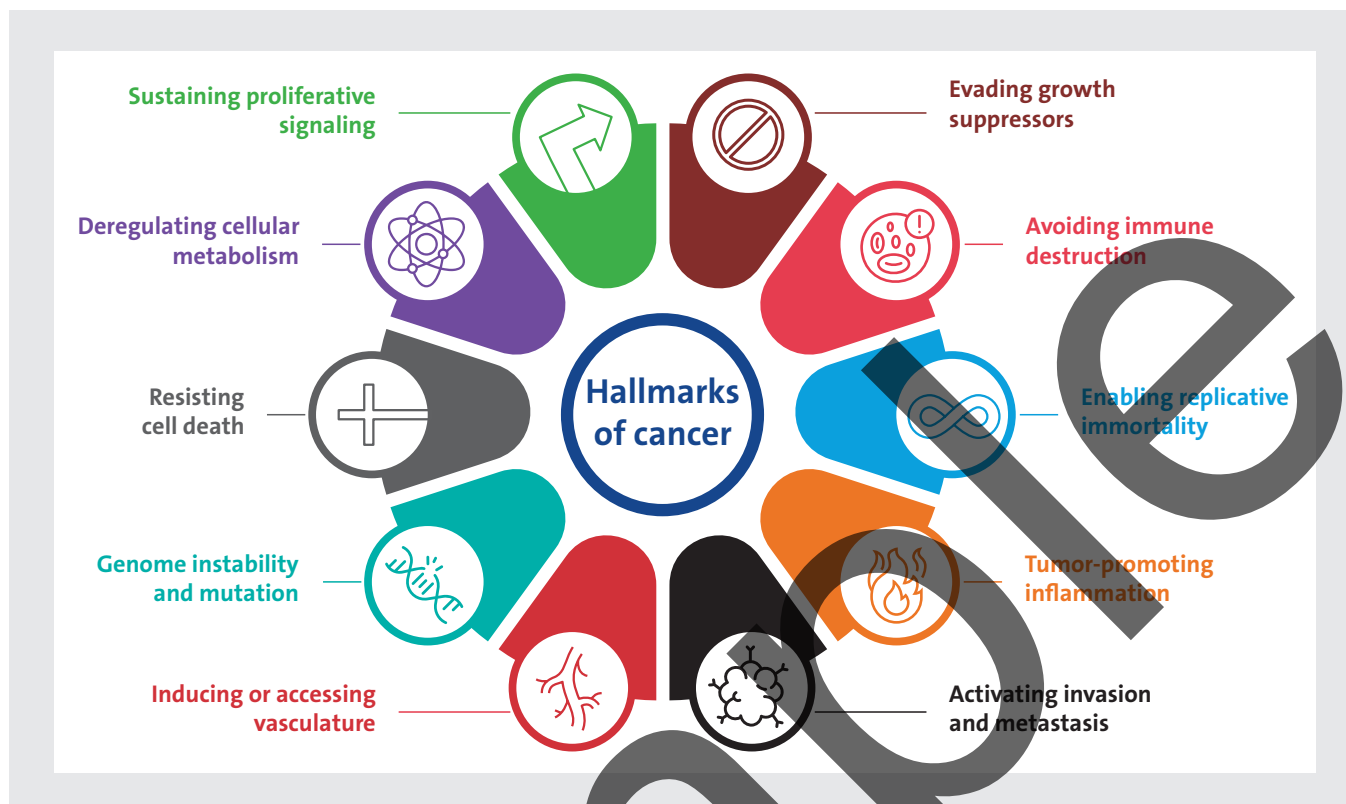 Sustaining proliferative
signaling
Evading growth
suppressors
Deregulating cellular
metabolism
Avoiding immune
destruction
Resisting
cell death
Hallmarks
of cancer
Enabling replicative
immortality
Genome instability
and mutation
Tumor-promoting
inflammation
Inducing or accessing
vasculature
Activating invasion
and metastasis
ple